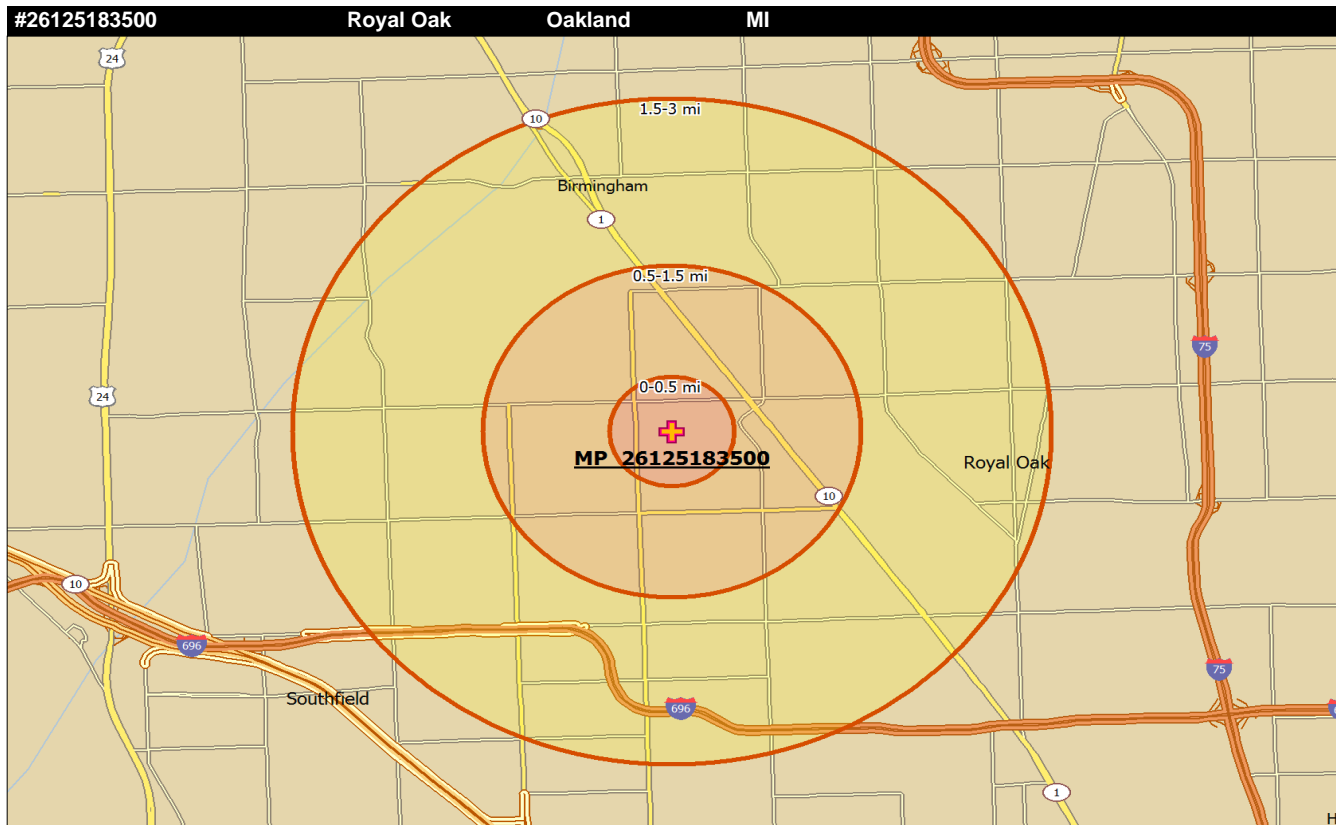 #26125183500 Royal Oak Oakland MI
24
1.5-3 mi
10
Birmingham
1
0.5-1.5 mi
75
0-0.5 mi
24
MP 26125183500
Royal Oak
10
10
696
75
Southfield
696
1
H